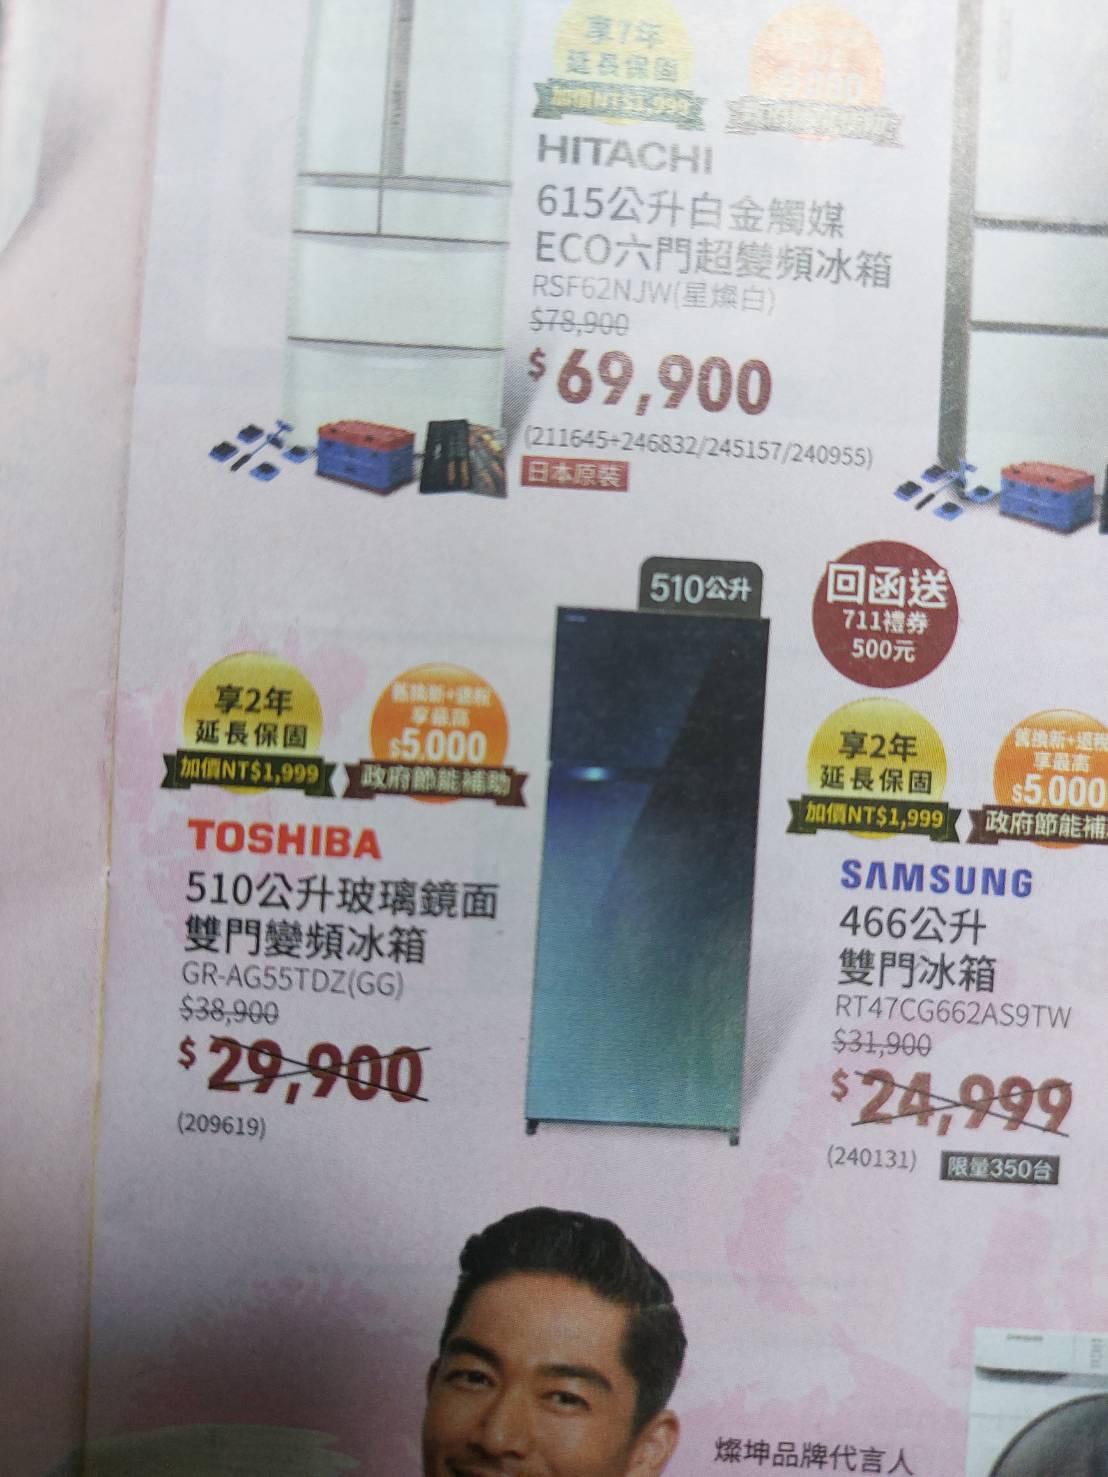 享7年
延長保固
加價NT$1,999
HITACHI
615公升白金觸媒
ECO六門超變頻冰箱
RSF62NJW(星燦白)
$78,900
$69,900
(211645+246832/245157/240955)
日本原裝
510公升
回函送
711禮券
500元
享2年
延長保固
加價NT$1,999
舊換新+退稅
享最高
$5,000
政府節能補助
TOSHIBA
510公升玻璃鏡面
雙門變頻冰箱
GR-AG55TDZ(GG)
$38,900
$29,900
(209619)
享2年
延長保固
加價NT$1,999
舊換新+退稅
享最高
$5,000
政府節能補
SAMSUNG
466公升
雙門冰箱
RT47CG662AS9TW
$31,900
$24,999
(240131)
限量350台
燦坤品牌代言人